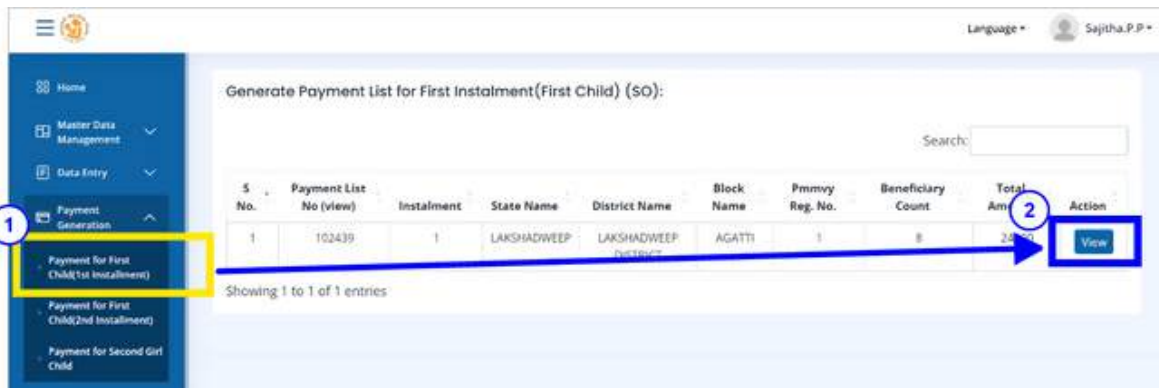 Language
Sajitha.P.P
Home
Master Data
Management
Data Entry
Payment
Generation
1
Payment for First
Child(1st Installment)
Payment for First
Child(2nd Installment)
Payment for Second Girl
Child
Generate Payment List for First Instalment(First Child) (SO):
Search:
S No. Payment List No (view) Instalment State Name District Name Block Name Pmmvy Reg. No. Beneficiary Count Total Action
2
1 102439 1 LAKSHADWEEP LAKSHADWEEP DISTRICT AGATTI 1 8 View
Showing 1 to 1 of 1 entries